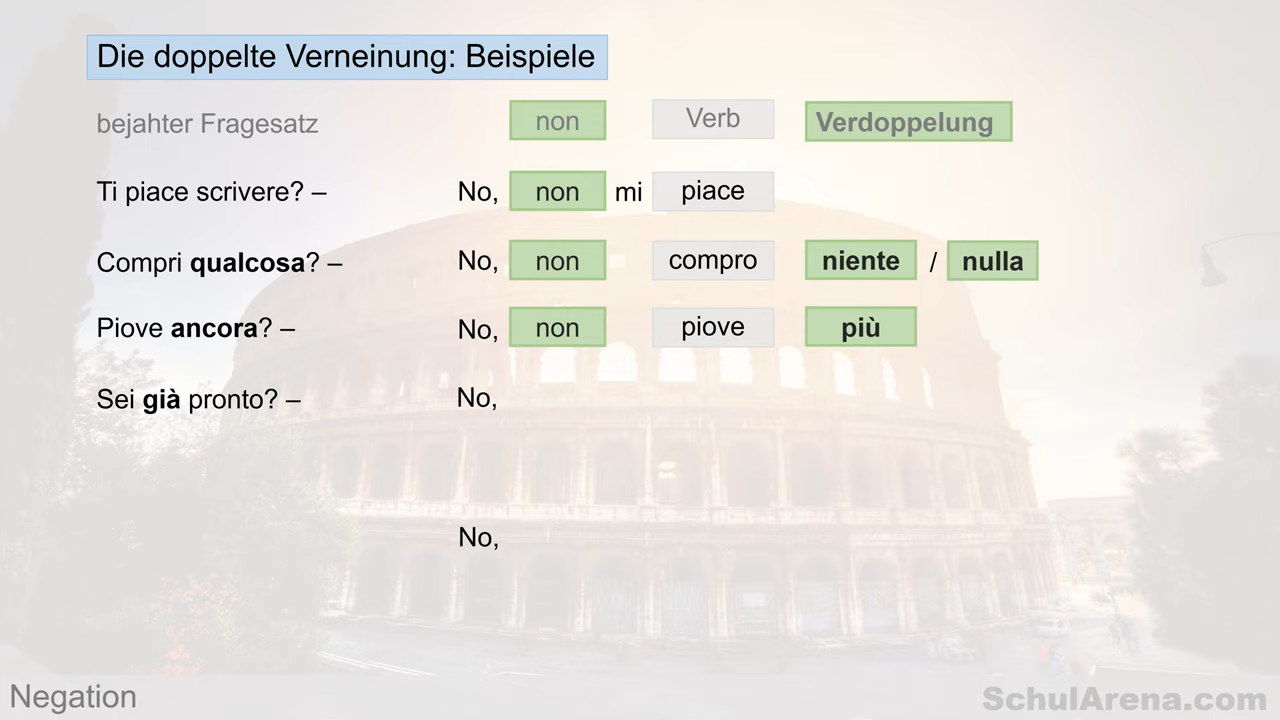 Die doppelte Verneinung: Beispiele
bejahter Fragesatz non Verb Verdoppelung
Ti piace scrivere? – No, non mi piace
Compri qualcosa? – No, non compro niente / nulla
Piove ancora? – No, non piove più
Sei già pronto? – No,
No,
Negation SchulArena.com